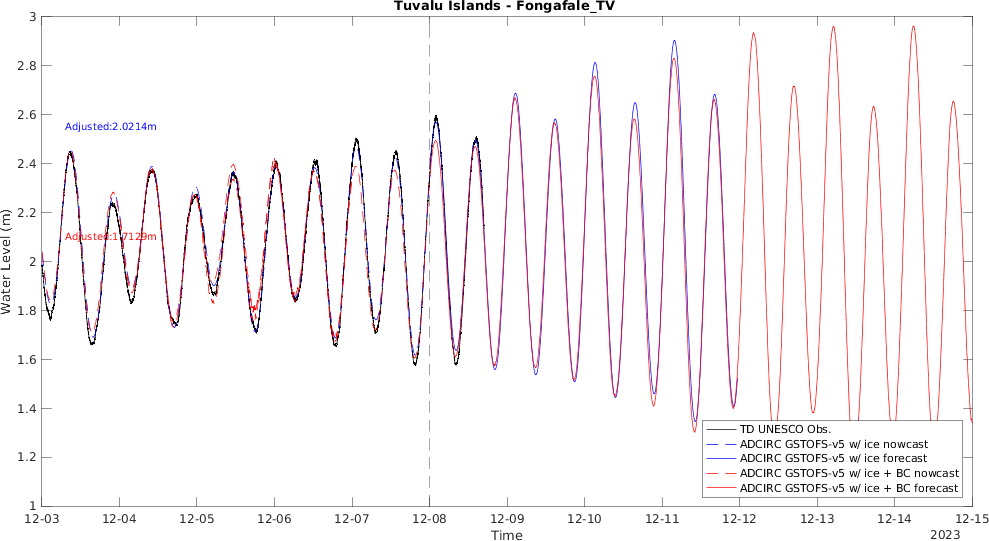 Tuvalu Islands - Fongafale_TV
Water Level (m)
3
2.8
2.6
2.4
2.2
2
1.8
1.6
1.4
1.2
1
Adjusted:2.0214m
Adjusted:1.7129m
TD UNESCO Obs.
ADCIRC GSTOFS-v5 w/ ice nowcast
ADCIRC GSTOFS-v5 w/ ice forecast
ADCIRC GSTOFS-v5 w/ ice + BC nowcast
ADCIRC GSTOFS-v5 w/ ice + BC forecast
12-03 12-04 12-05 12-06 12-07 12-08 12-09 12-10 12-11 12-12 12-13 12-14 12-15
Time
2023